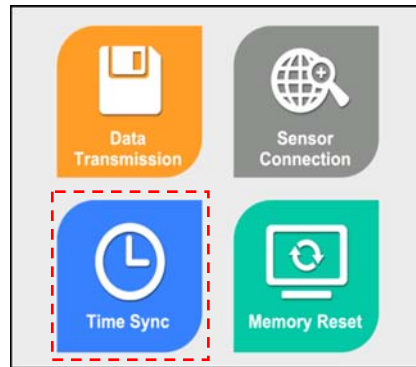 Data
Transmission
Sensor
Connection
Time Sync
Memory Reset